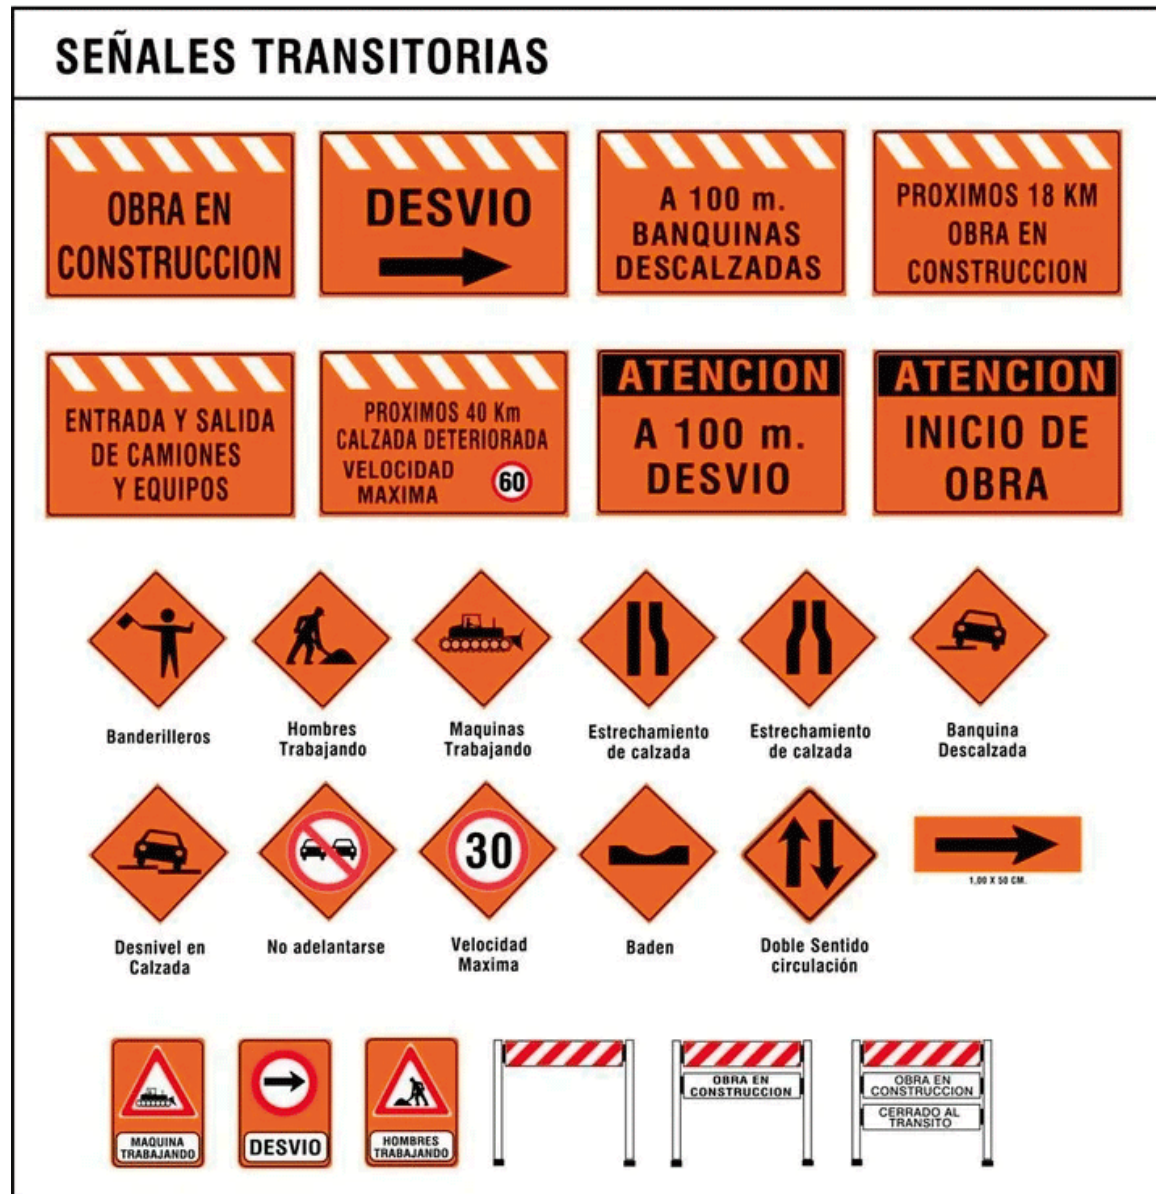 SEÑALES TRANSITORIAS
OBRA EN
CONSTRUCCION
DESVIO
A 100 m.
BANQUINAS
DESCALZADAS
PROXIMOS 18 KM
OBRA EN
CONSTRUCCION
ENTRADA Y SALIDA
DE CAMIONES
Y EQUIPOS
PROXIMOS 40 Km
CALZADA DETERIORADA
VELOCIDAD
MAXIMA
60
ATENCION
A 100 m.
DESVIO
ATENCION
INICIO DE
OBRA
Banderilleros
Hombres
Trabajando
Maquinas
Trabajando
Estrechamiento
de calzada
Estrechamiento
de calzada
Banquina
Descalzada
Desnivel en
Calzada
No adelantarse
30
Velocidad
Maxima
Baden
Doble Sentido
circulación
1,00 X 50 CM.
MAQUINA
TRABAJANDO
DESVIO
HOMBRES
TRABAJANDO
OBRA EN
CONSTRUCCION
OBRA EN
CONSTRUCCION
CERRADO AL
TRANSITO